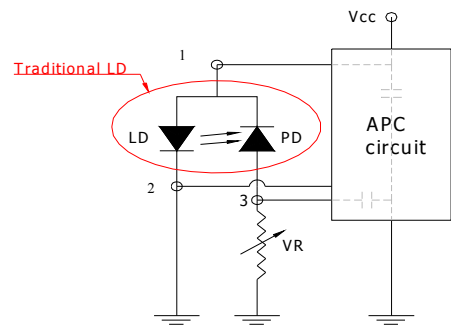 Vcc
1
Traditional LD
APC
circuit
LD
PD
2
3
VR